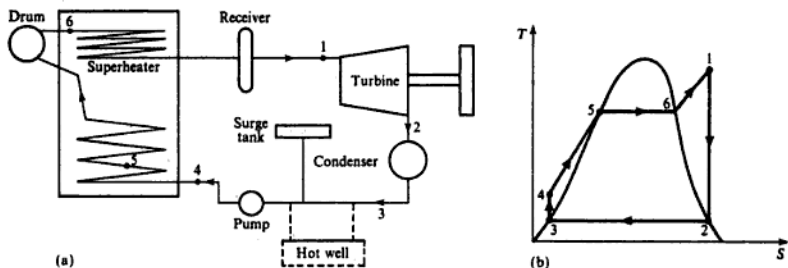 Drum
6
Superheater
Receiver
1
Turbine
2
Surge
tank
Condenser
5
4
3
Pump
Hot well
(a)
T
1
5
6
4
3
2
S
(b)